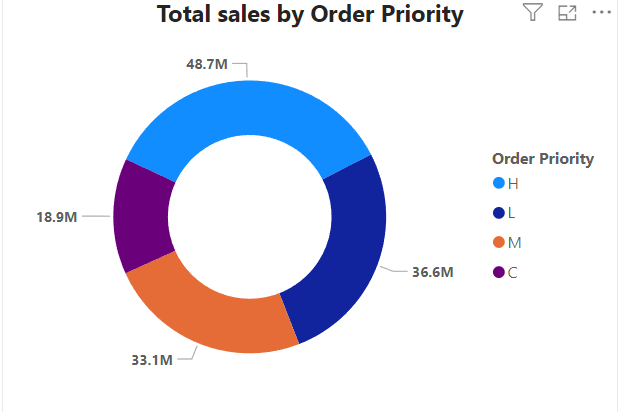 Total sales by Order Priority
48.7M
18.9M
36.6M
33.1M
Order Priority
H
L
M
C